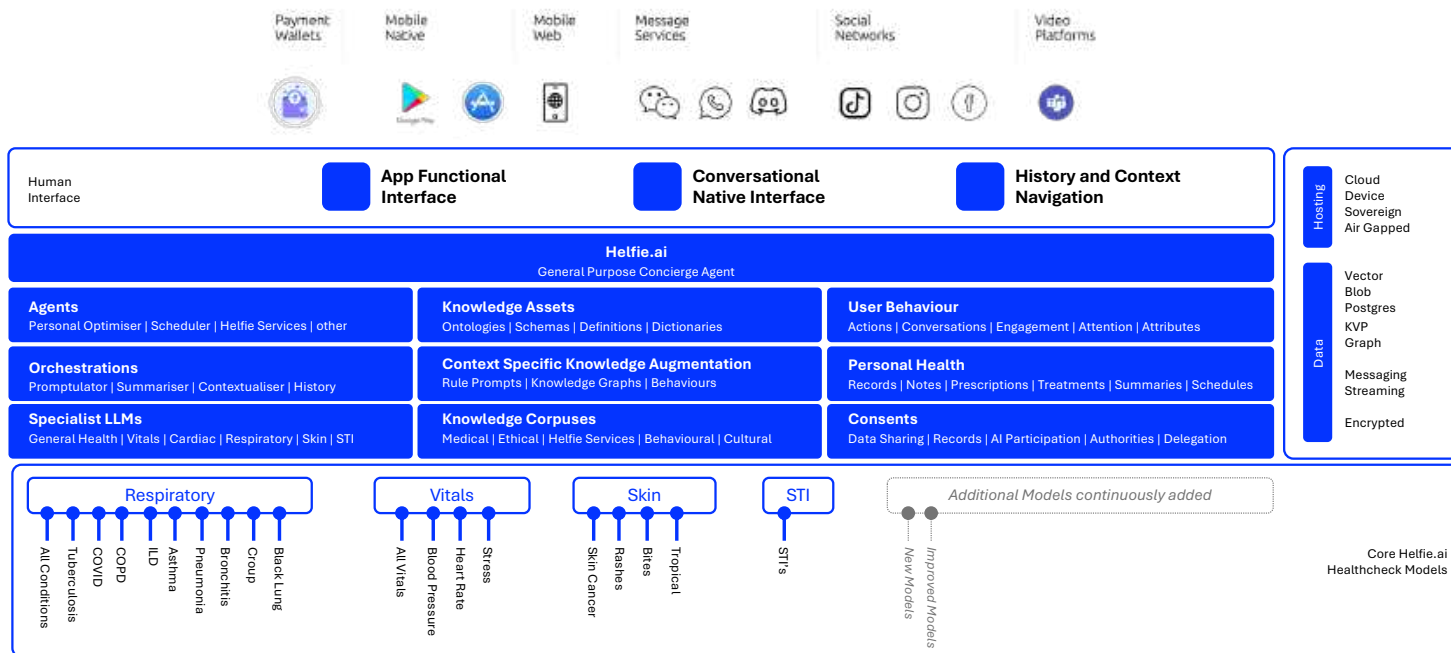 Payment
Wallets
Mobile
Native
Mobile
Web
Message
Services
Social
Networks
Video
Platforms
Google Play
Human
Interface
App Functional
Interface
Conversational
Native Interface
History and Context
Navigation
Helfie.ai
General Purpose Concierge Agent
Agents
Personal Optimiser | Scheduler | Helfie Services | other
Knowledge Assets
Ontologies | Schemas | Definitions | Dictionaries
User Behaviour
Actions | Conversations | Engagement | Attention | Attributes
Orchestrations
Promptulator | Summariser | Contextualiser | History
Context Specific Knowledge Augmentation
Rule Prompts | Knowledge Graphs | Behaviours
Personal Health
Records | Notes | Prescriptions | Treatments | Summaries | Schedules
Specialist LLMs
General Health | Vitals | Cardiac | Respiratory | Skin | STI
Knowledge Corpuses
Medical | Ethical | Helfie Services | Behavioural | Cultural
Consents
Data Sharing | Records | AI Participation | Authorities | Delegation
Hosting
Cloud
Device
Sovereign
Air Gapped
Data
Vector
Blob
Postgres
KVP
Graph
Messaging
Streaming
Encrypted
Respiratory
All Conditions
Tuberculosis
COVID
COPD
ILD
Asthma
Pneumonia
Bronchitis
Croup
Black Lung
Vitals
All Vitals
Blood Pressure
Heart Rate
Stress
Skin
Skin Cancer
Rashes
Bites
Tropical
STI
STI's
Additional Models continuously added
New Models
Improved Models
Core Helfie.ai
Healthcheck Models